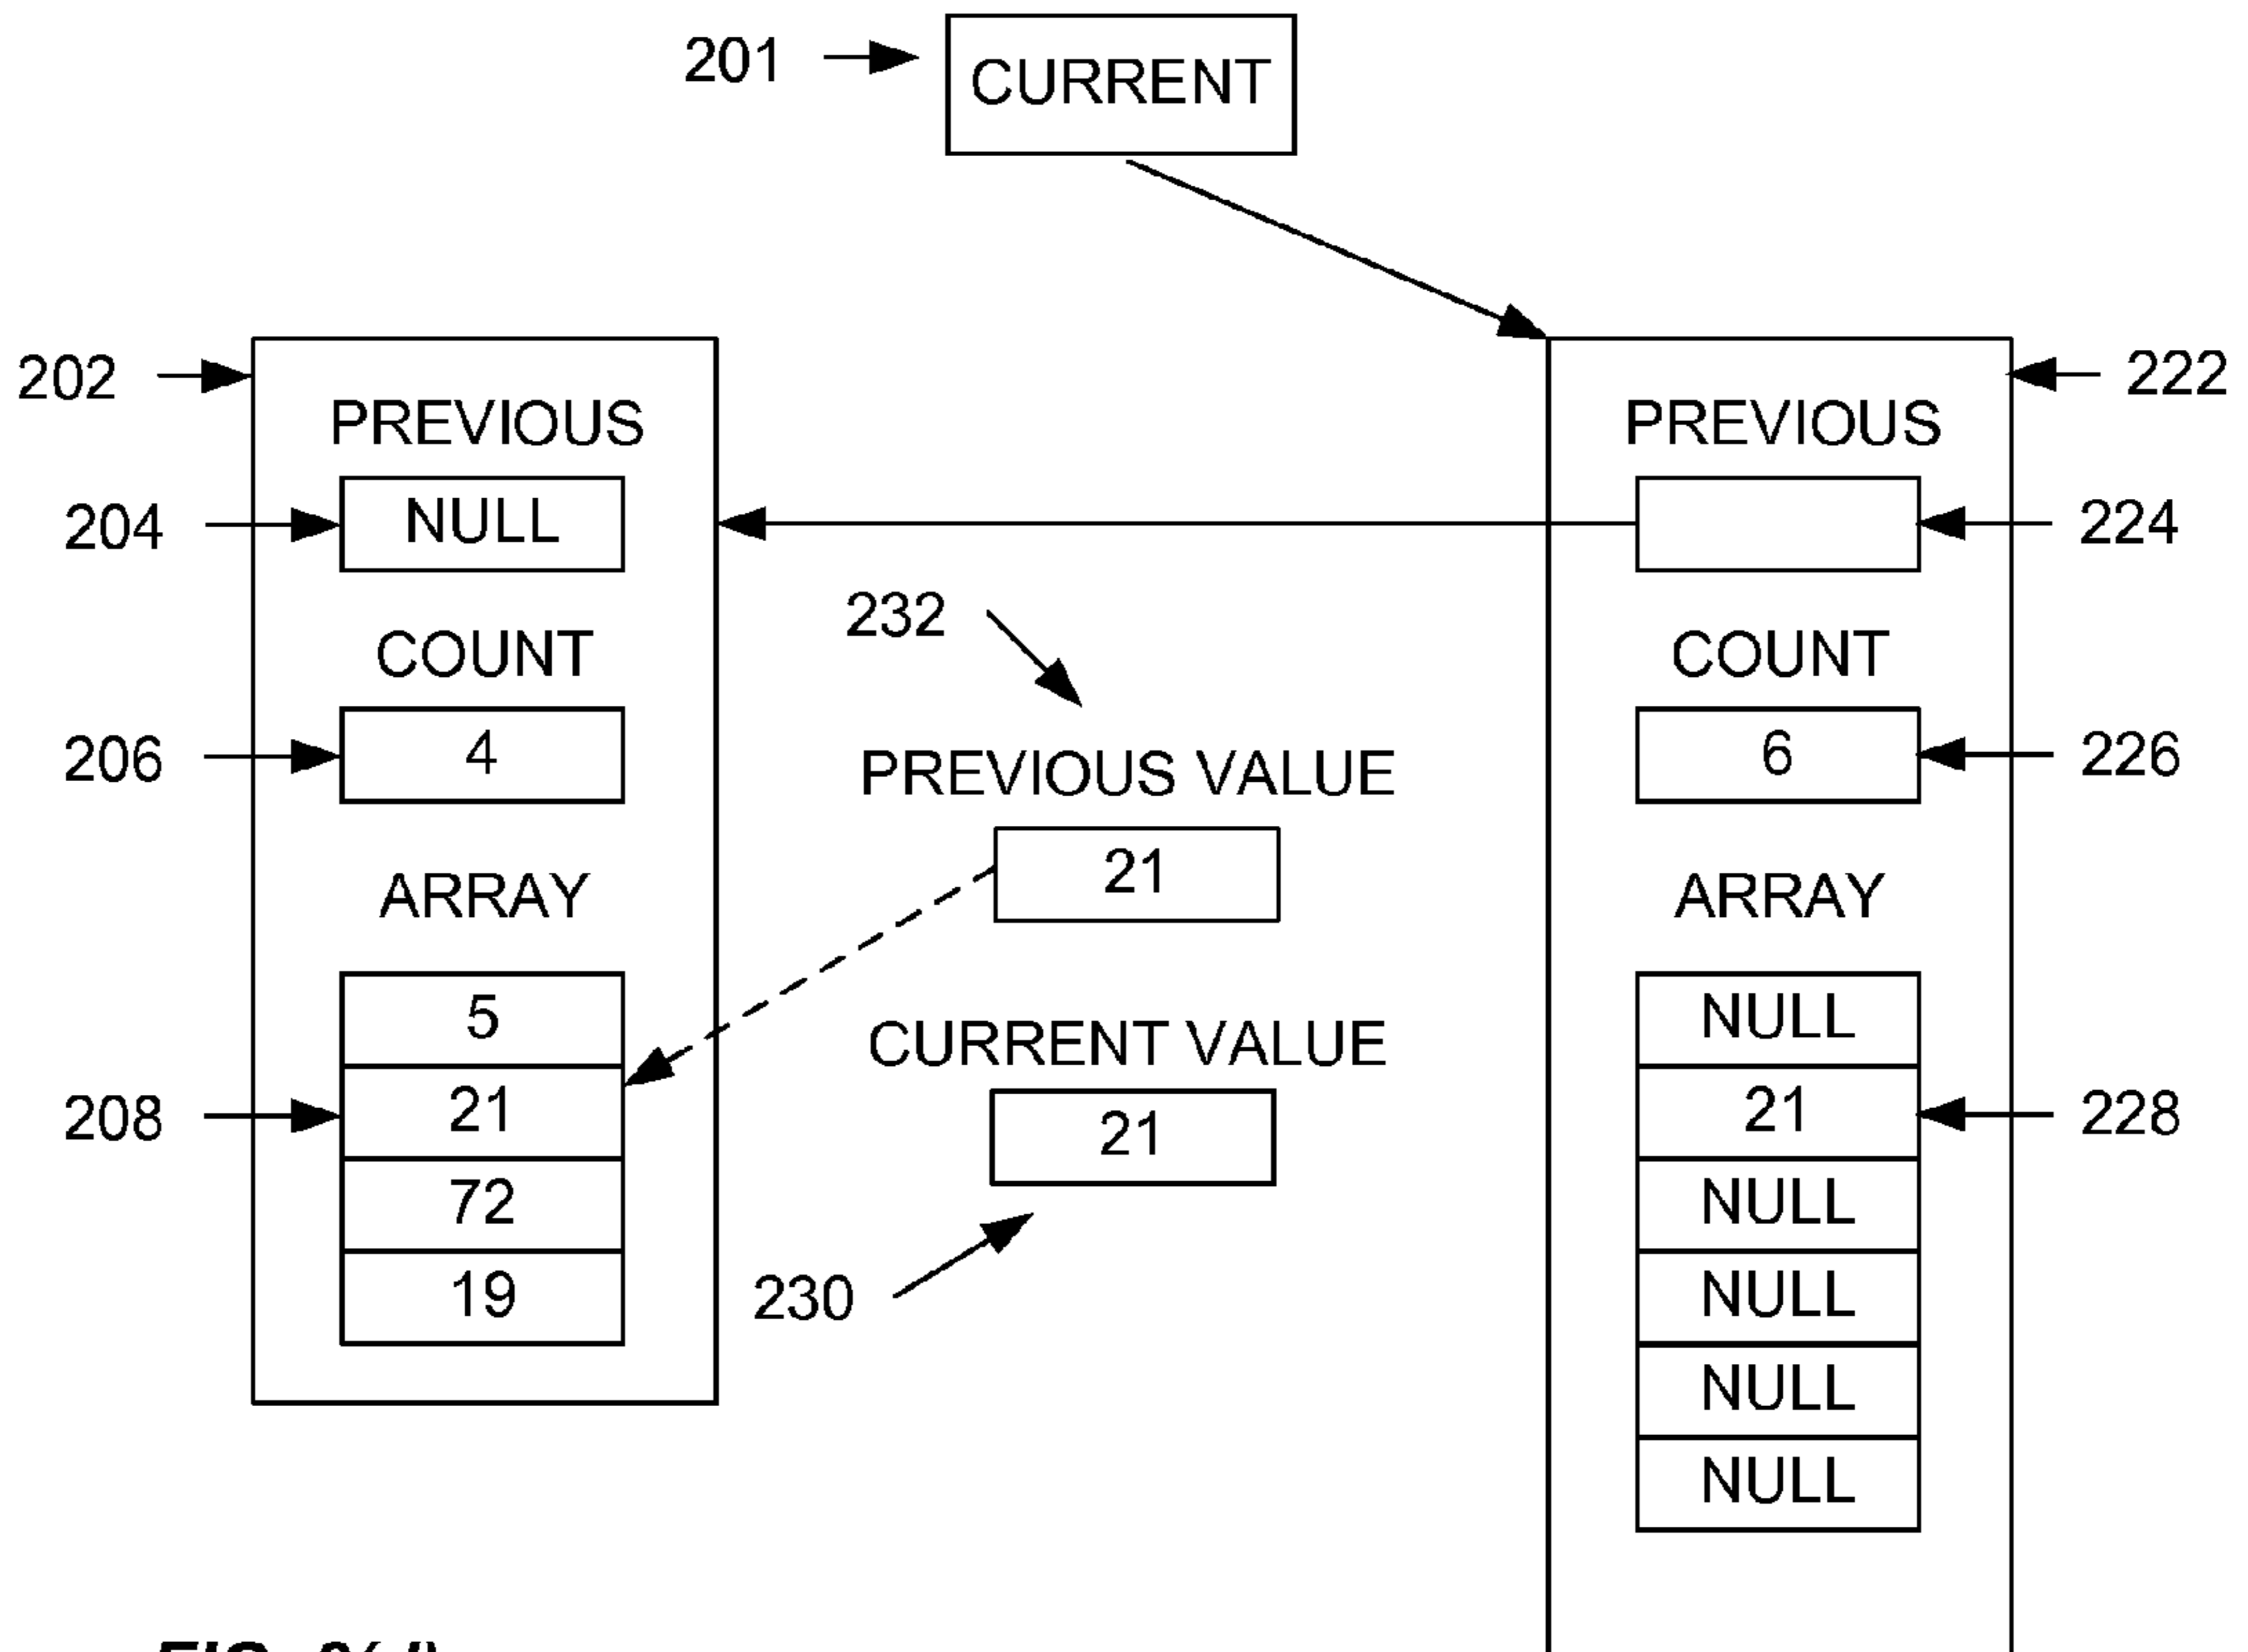 201
CURRENT
202
PREVIOUS
204
NULL
COUNT
206
4
ARRAY
208
5
21
72
19
232
PREVIOUS VALUE
21
CURRENT VALUE
21
230
222
PREVIOUS
224
COUNT
6
226
ARRAY
NULL
21
228
NULL
NULL
NULL
NULL